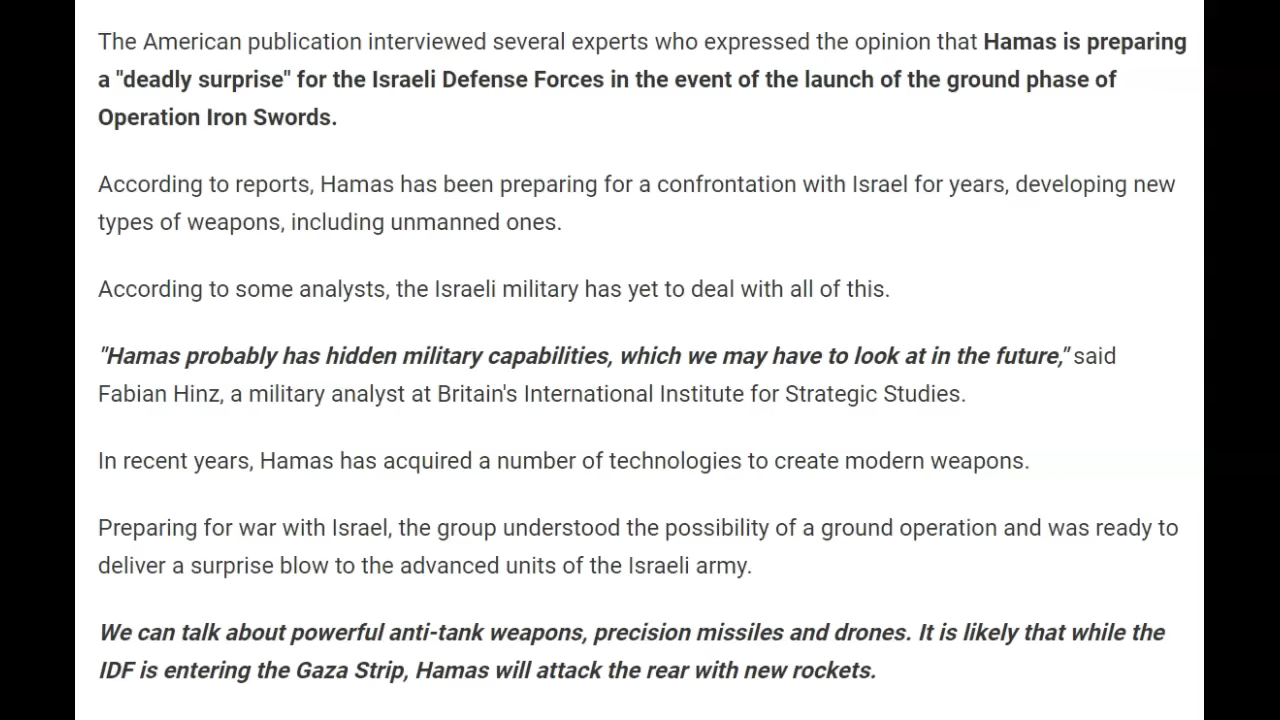 The American publication interviewed several experts who expressed the opinion that Hamas is preparing
a "deadly surprise" for the Israeli Defense Forces in the event of the launch of the ground phase of
Operation Iron Swords.
According to reports, Hamas has been preparing for a confrontation with Israel for years, developing new
types of weapons, including unmanned ones.
According to some analysts, the Israeli military has yet to deal with all of this.
"Hamas probably has hidden military capabilities, which we may have to look at in the future," said
Fabian Hinz, a military analyst at Britain's International Institute for Strategic Studies.
In recent years, Hamas has acquired a number of technologies to create modern weapons.
Preparing for war with Israel, the group understood the possibility of a ground operation and was ready to
deliver a surprise blow to the advanced units of the Israeli army.
We can talk about powerful anti-tank weapons, precision missiles and drones. It is likely that while the
IDF is entering the Gaza Strip, Hamas will attack the rear with new rockets.